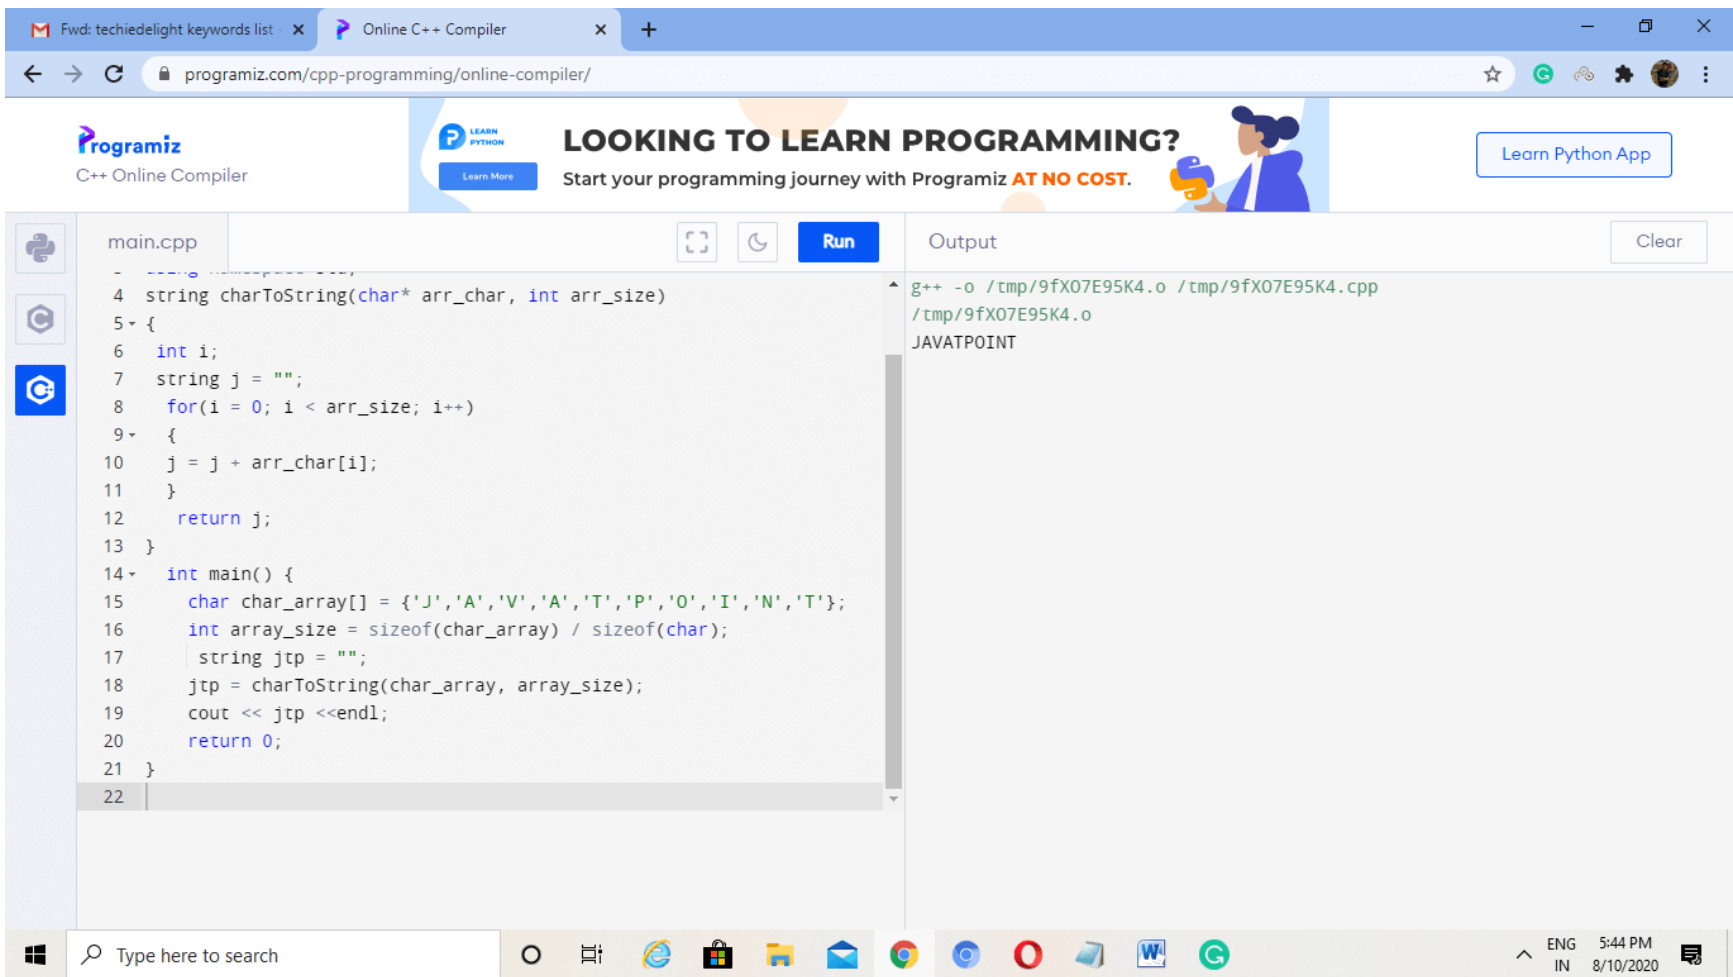 Fwd: techiedelight keywords list
Online C++ Compiler
programiz.com/cpp-programming/online-compiler/
Programiz
C++ Online Compiler
LEARN PYTHON
Learn More
LOOKING TO LEARN PROGRAMMING?
Start your programming journey with Programiz AT NO COST.
Learn Python App
main.cpp
Run
Output
Clear
4 string charToString(char* arr_char, int arr_size)
5 {
6 int i;
7 string j = "";
8 for(i = 0; i < arr_size; i++)
9 {
10 j = j + arr_char[i];
11 }
12 return j;
13 }
14 int main() {
15 char char_array[] = {'J','A','V','A','T','P','O','I','N','T'};
16 int array_size = sizeof(char_array) / sizeof(char);
17 string jtp = "";
18 jtp = charToString(char_array, array_size);
19 cout << jtp <<endl;
20 return 0;
21 }
22
g++ -o /tmp/9fXO7E95K4.o /tmp/9fXO7E95K4.cpp
/tmp/9fXO7E95K4.o
JAVATPOINT
Type here to search
ENG
IN
5:44 PM
8/10/2020